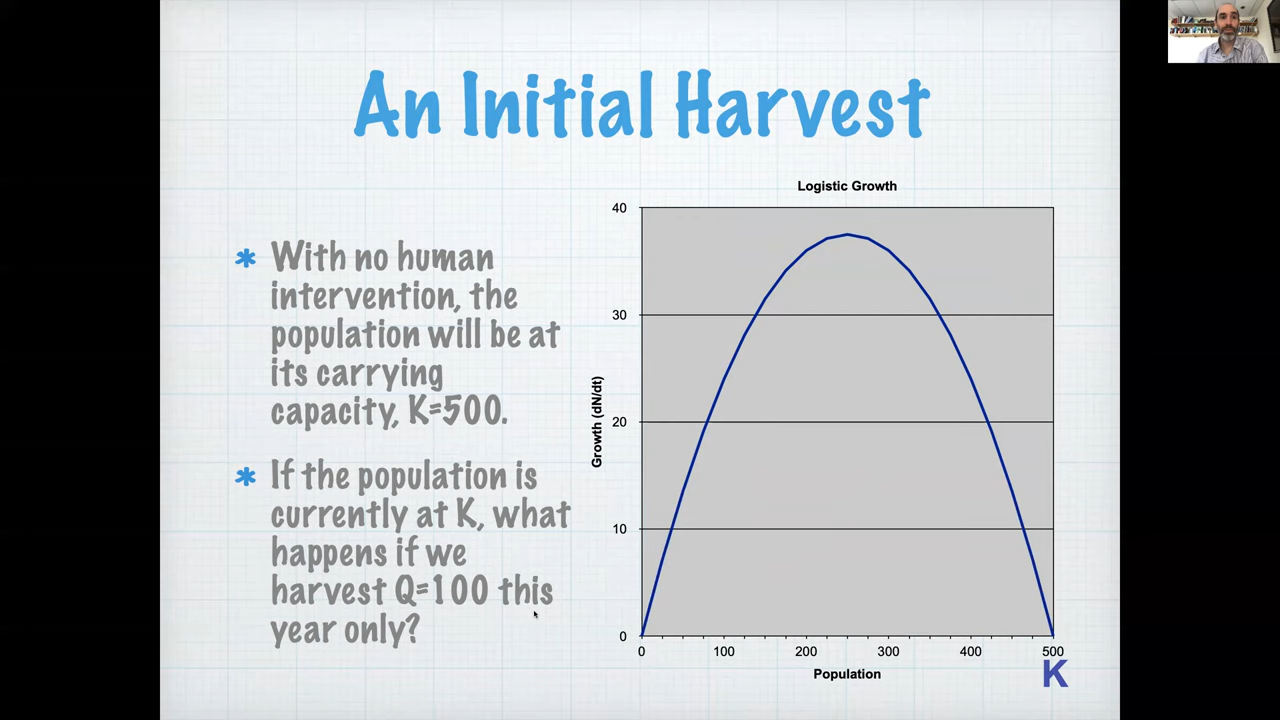 An Initial Harvest
* With no human
intervention, the
population will be at
its carrying
capacity, K=500.
* If the population is
currently at K, what
happens if we
harvest Q=100 this
year only?
Logistic Growth
40
30
20
10
0
Growth (dN/dt)
0 100 200 300 400 500
Population
K